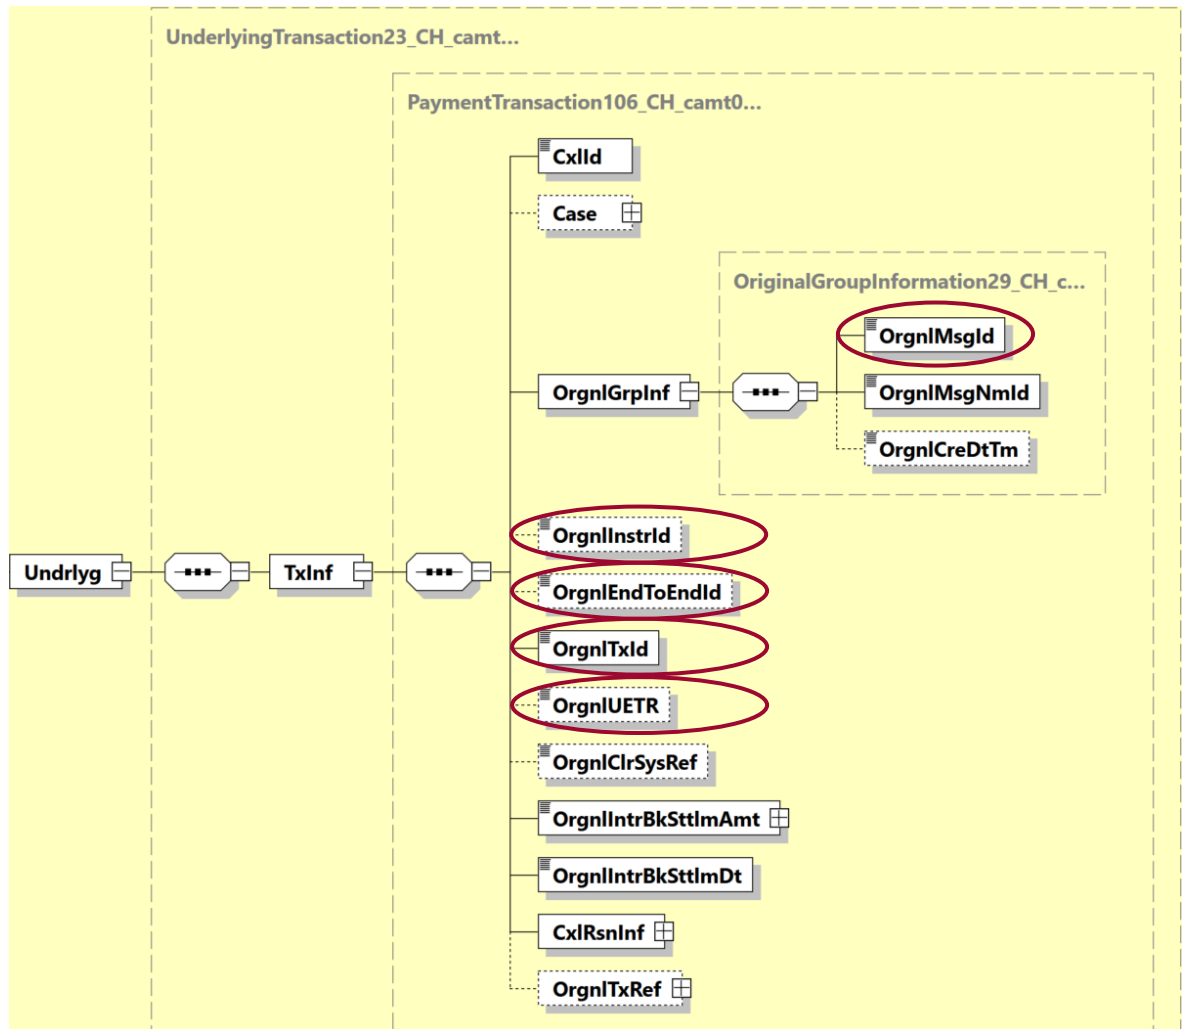 UnderlyingTransaction23_CH_camt...
PaymentTransaction106_CH_camt0...
CxlId
Case
OriginalGroupInformation29_CH_c...
OrgnlMsgId
OrgnlGrpInf
OrgnlMsgNmId
OrgnlCreDtTm
OrgnlInstrId
Undrlyg
TxInf
OrgnlEndToEndId
OrgnlTxId
OrgnlUETR
OrgnlClrSysRef
OrgnlIntrBkSttlmAmt
OrgnlIntrBkSttlmDt
CxlRsnInf
OrgnlTxRef